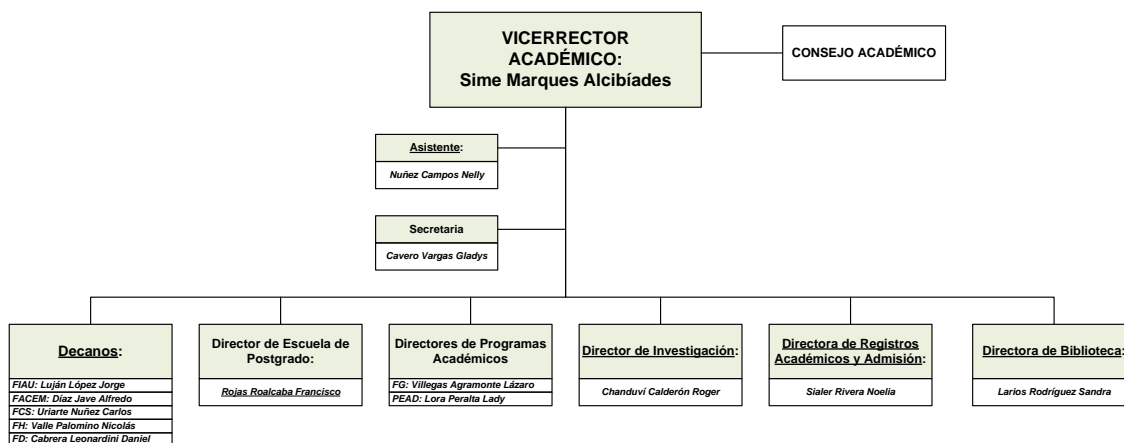 VICERRECTOR
ACADÉMICO:
Sime Marques Alcibíades
CONSEJO ACADÉMICO
Asistente:
Nuñez Campos Nelly
Secretaria
Cavero Vargas Gladys
Decanos:
FIAU: Luján López Jorge
FACEM: Díaz Jave Alfredo
FCS: Uriarte Nuñez Carlos
FH: Valle Palomino Nicolás
FD: Cabrera Leonardini Daniel
Director de Escuela de
Postgrado:
Rojas Roalcaba Francisco
Directores de Programas
Académicos
FG: Villegas Agramonte Lázaro
PEAD: Lora Peralta Lady
Director de Investigación:
Chanduví Calderón Roger
Directora de Registros
Académicos y Admisión:
Sialer Rivera Noelia
Directora de Biblioteca:
Larios Rodríguez Sandra